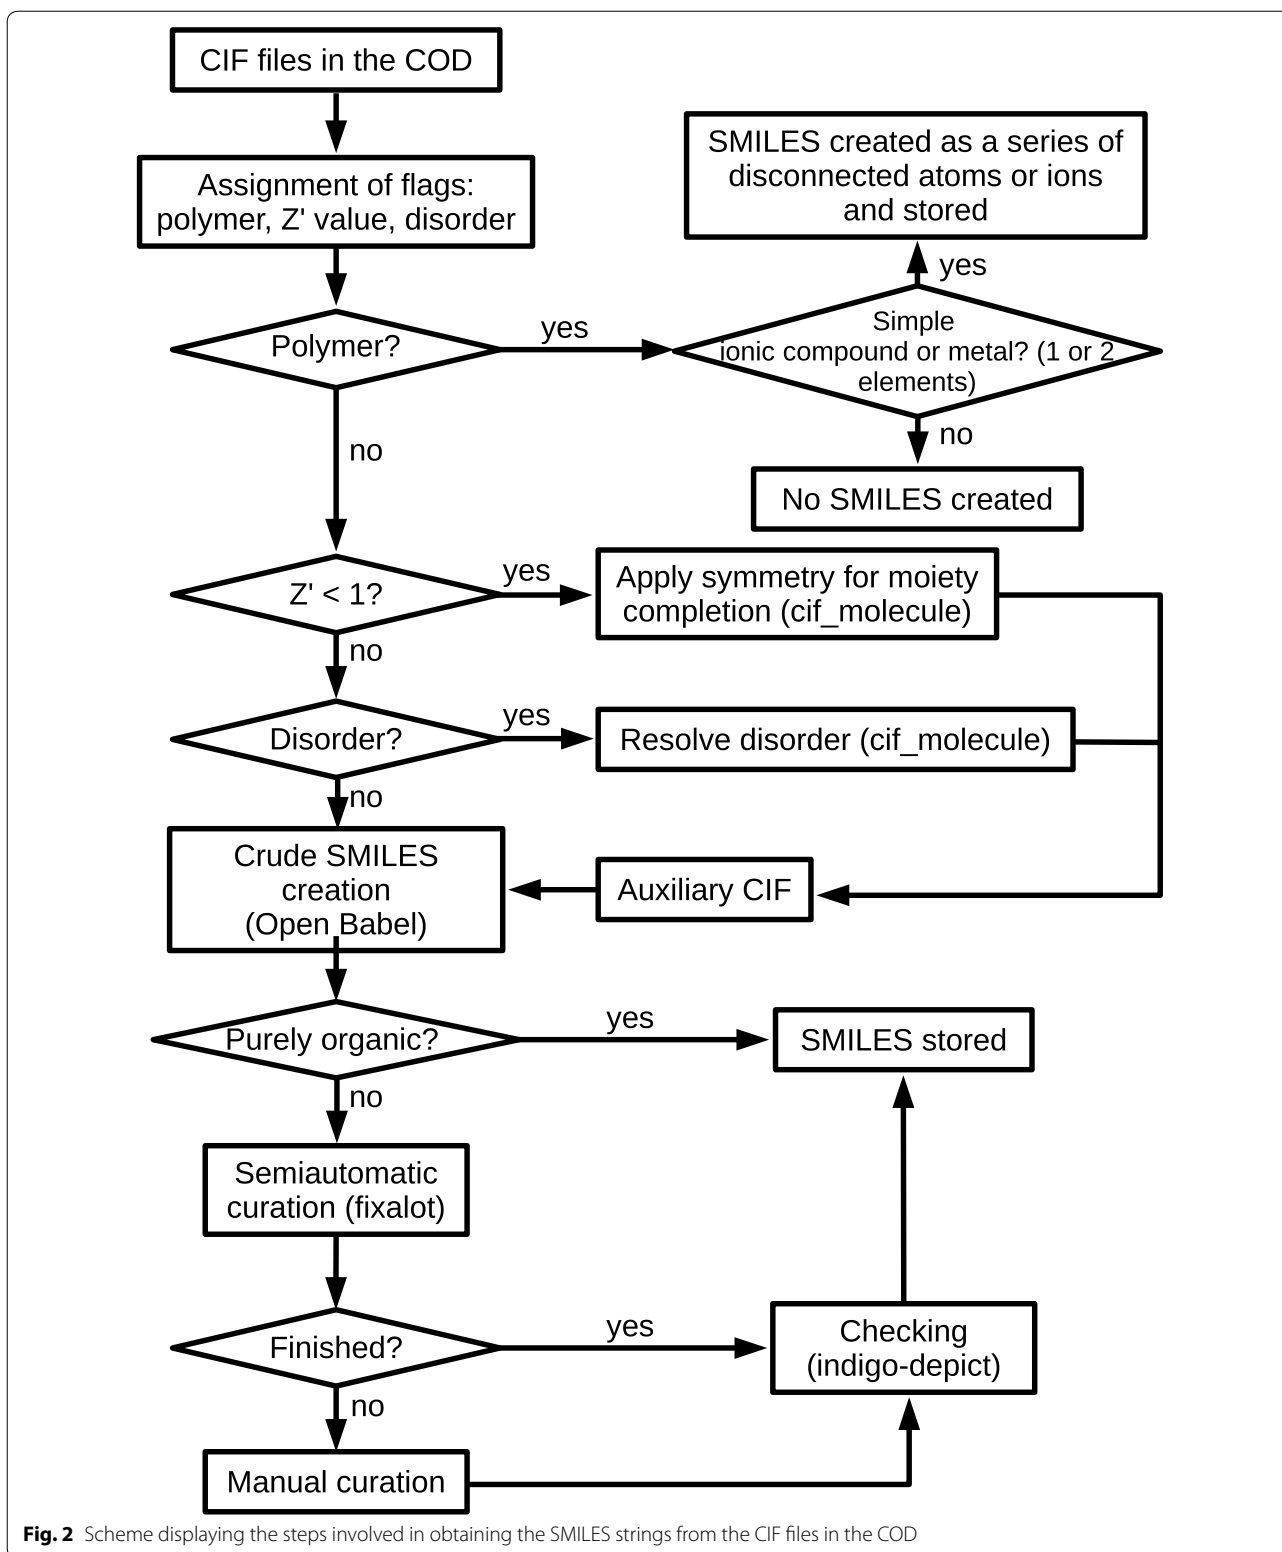 CIF files in the COD
Assignment of flags:
polymer, Z' value, disorder
SMILES created as a series of
disconnected atoms or ions
and stored
yes
Polymer?
yes
Simple
ionic compound or metal? (1 or 2
elements)
no
no
No SMILES created
Z' < 1?
yes
Apply symmetry for moiety
completion (cif_molecule)
no
Disorder?
yes
Resolve disorder (cif_molecule)
no
Crude SMILES
creation
(Open Babel)
Auxiliary CIF
Purely organic?
yes
SMILES stored
no
Semiautomatic
curation (fixalot)
Finished?
yes
Checking
(indigo-depict)
no
Manual curation
Fig. 2 Scheme displaying the steps involved in obtaining the SMILES strings from the CIF files in the COD